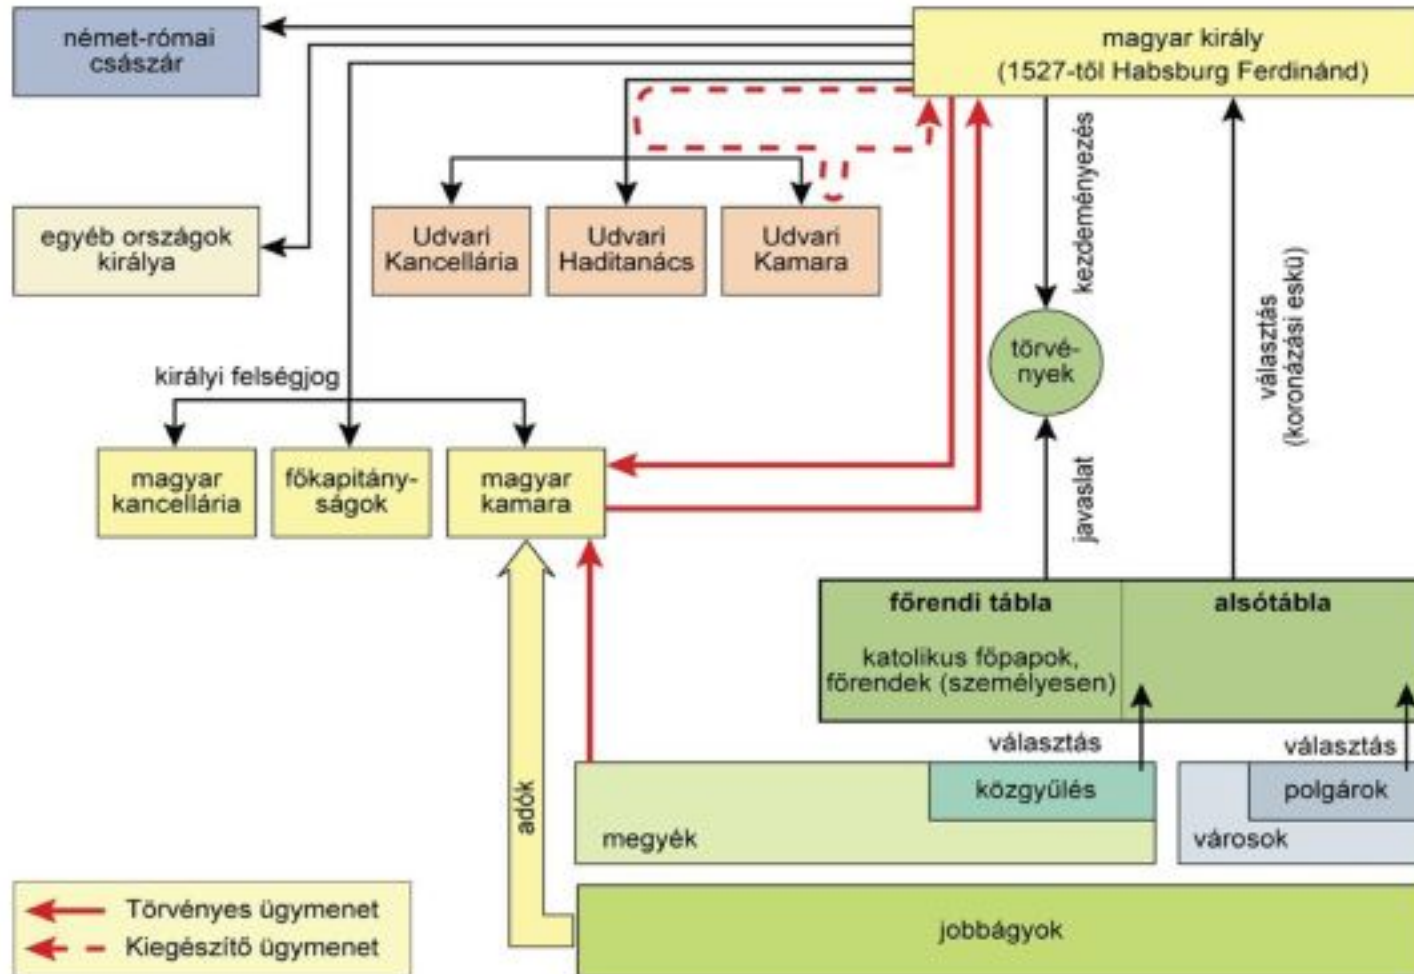 német-római
császár
magyar király
(1527-től Habsburg Ferdinánd)
egyéb országok
királya
Udvari
Kancellária
Udvari
Haditanács
Udvari
Kamara
kezdeményezés
választás
(koronázási eskü)
törvé-
nyek
királyi felségjog
magyar
kancellária
főkapitány-
ságok
magyar
kamara
javaslat
főrendi tábla
katolikus főpapok,
főrendek (személyesen)
alsótábla
választás
választás
adók
közgyűlés
megyék
polgárok
városok
jobbágyok
Törvényes ügymenet
Kiegészítő ügymenet